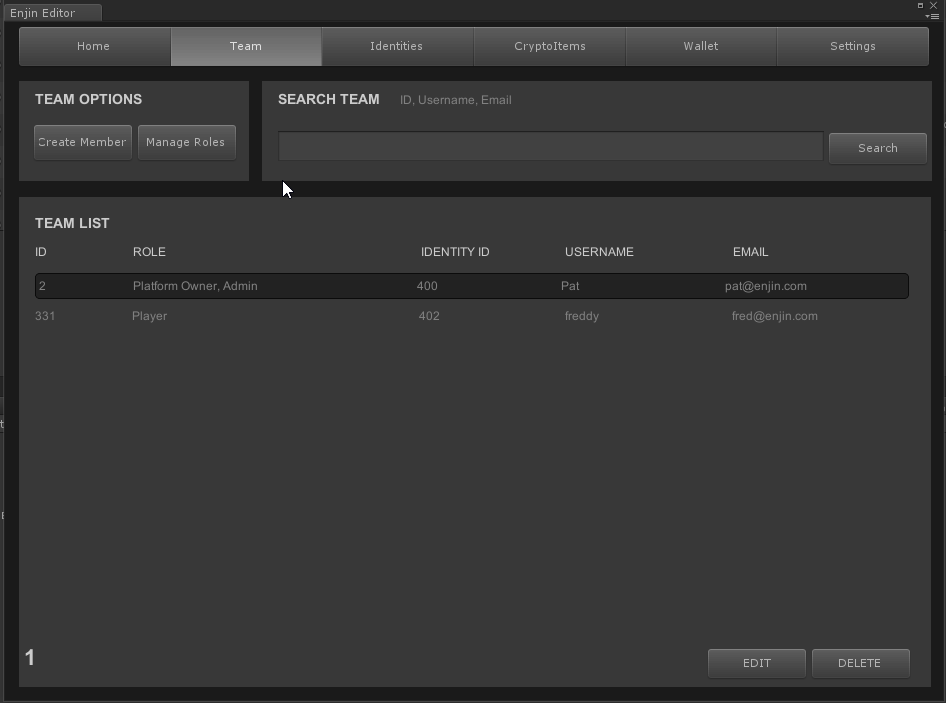 Enjin Editor
Home Team Identities CryptoItems Wallet Settings
TEAM OPTIONS
Create Member Manage Roles
SEARCH TEAM ID, Username, Email
Search
TEAM LIST
ID ROLE IDENTITY ID USERNAME EMAIL
2 Platform Owner, Admin 400 Pat pat@enjin.com
331 Player 402 freddy fred@enjin.com
1
EDIT DELETE